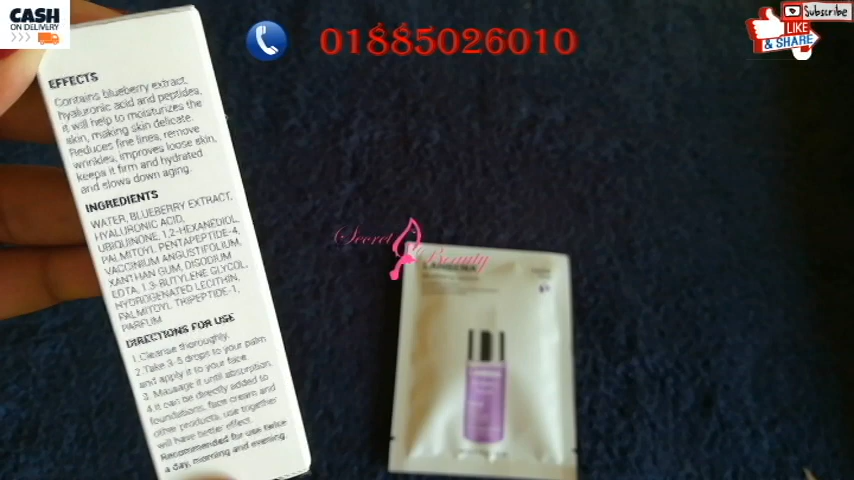 CASH
ON DELIVERY
01885026010
Subscribe
LIKE
& SHARE
EFFECTS
Contains blueberry extract,
hyaluronic acid and peptides,
it will help to moisturizes the
skin, making skin delicate.
Reduces fine lines, remove
wrinkles, improves loose skin,
keeps it firm and hydrated
and slows down aging.
INGREDIENTS
WATER, BLUEBERRY EXTRACT,
HYALURONIC ACID,
UBIQUINONE, 1,2-HEXANEDIOL,
PALMITOYL PENTAPEPTIDE-4,
VACCINIUM ANGUSTIFOLIUM,
XANTHAN GUM, DISODIUM
EDTA, 1,3-BUTYLENE GLYCOL,
HYDROGENATED LECITHIN,
PALMITOYL TRIPEPTIDE-1,
PARFUM
DIRECTIONS FOR USE
1. Cleanse thoroughly.
2. Take 3-5 drops to your palm
and apply it to your face.
3. Massage it until absorption.
4. It can be directly added to
foundations, face cream and
other products, use together
will have better effect.
Recommended for use twice
a day, morning and evening.
Secret Beauty
LANBENA